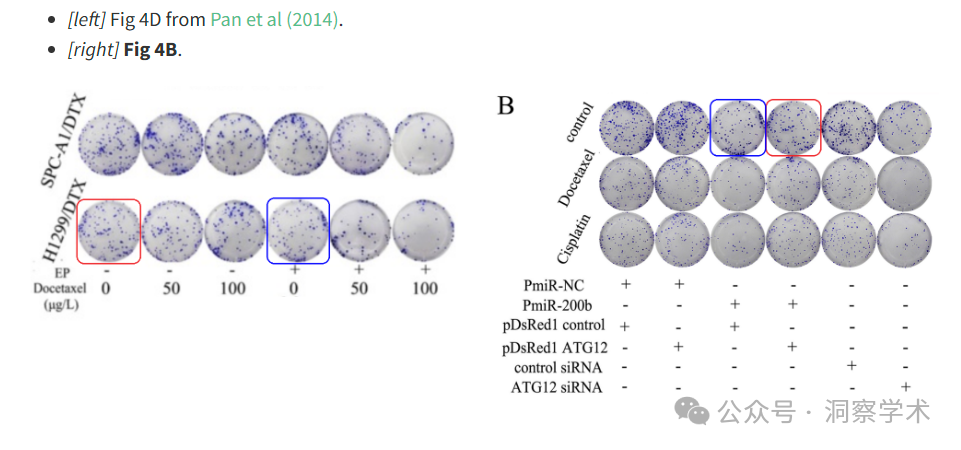 [left] Fig 4D from Pan et al (2014).
[right] Fig 4B.
SPC-A1/DTX
H1299/DTX
EP - - - + + +
Docetaxel 0 50 100 0 50 100
(μg/L)
B
control
Docetaxel
Cisplatin
PmiR-NC + + - - - -
PmiR-200b - - + + - -
pDsRed1 control + - + - - -
pDsRed1 ATG12 - + - + - -
control siRNA - - - - + -
ATG12 siRNA - - - - - +
公众号 · 洞察学术